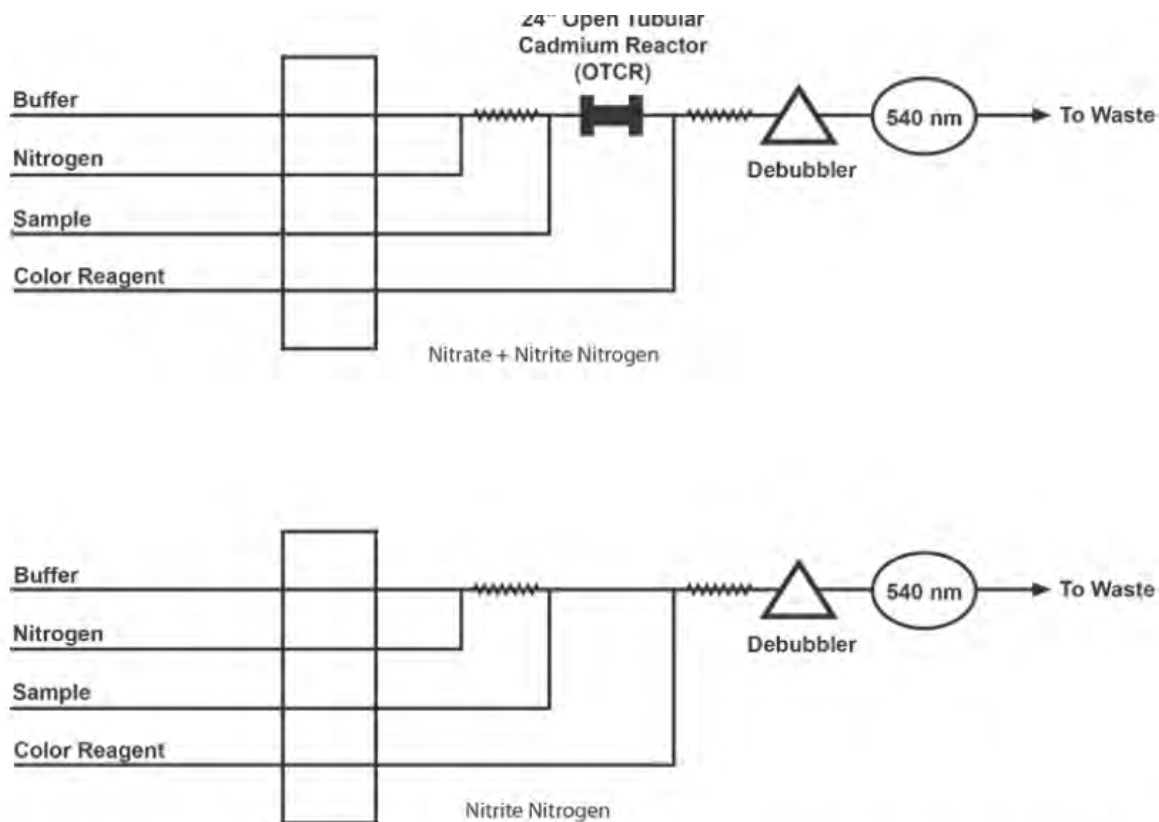 24" Open Tubular
Cadmium Reactor
(OTCR)
Buffer
540 nm
To Waste
Nitrogen
Debubbler
Sample
Color Reagent
Nitrate + Nitrite Nitrogen
Buffer
540 nm
To Waste
Nitrogen
Debubbler
Sample
Color Reagent
Nitrite Nitrogen